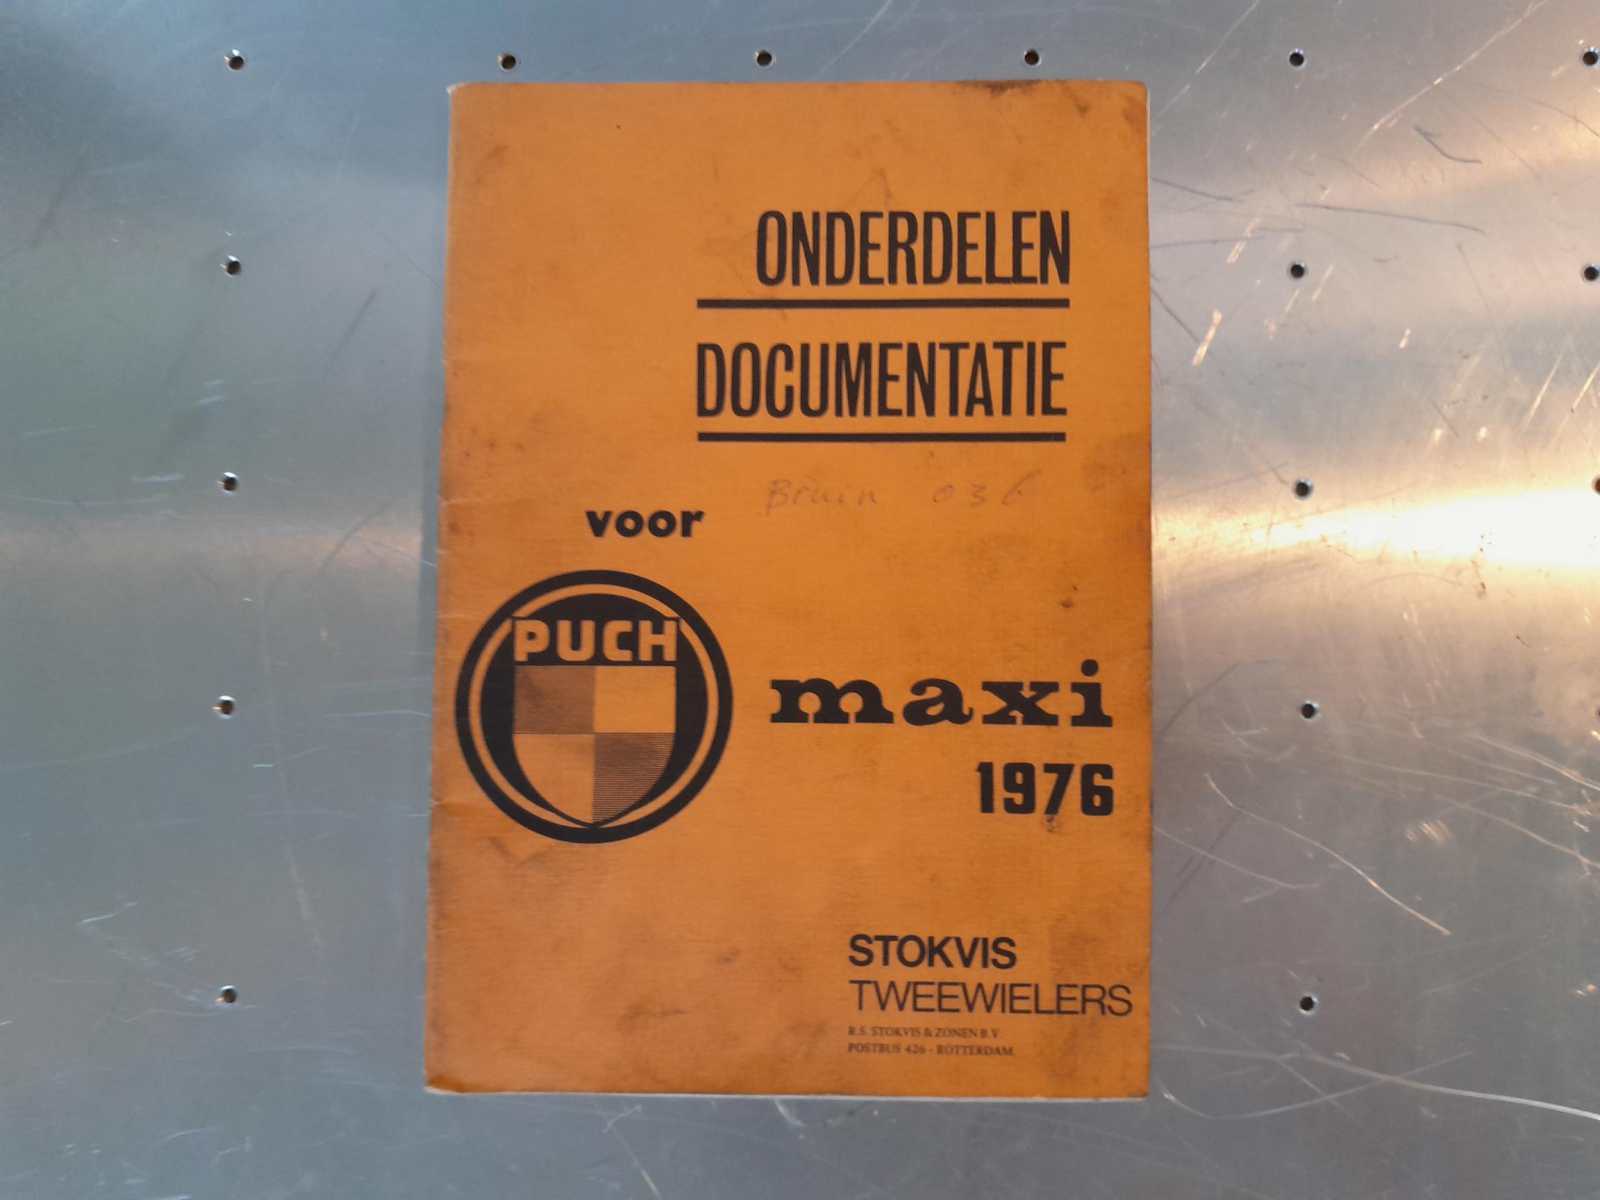 ONDERDELEN
DOCUMENTATIE
Bruin 036
voor
PUCH
maxi
1976
STOKVIS
TWEEWIELERS
R.S. STOKVIS & ZONEN B.V.
POSTBUS 426 - ROTTERDAM